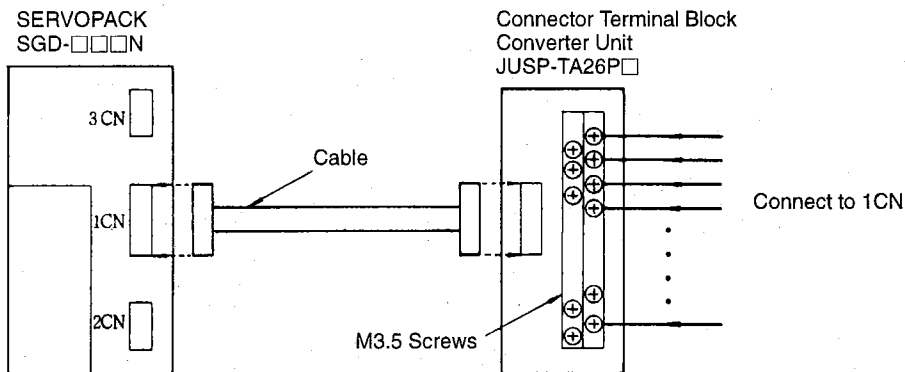 SERVOPACK
SGD-□□□N
Connector Terminal Block
Converter Unit
JUSP-TA26P□
3CN
Cable
1CN
Connect to 1CN
2CN
M3.5 Screws